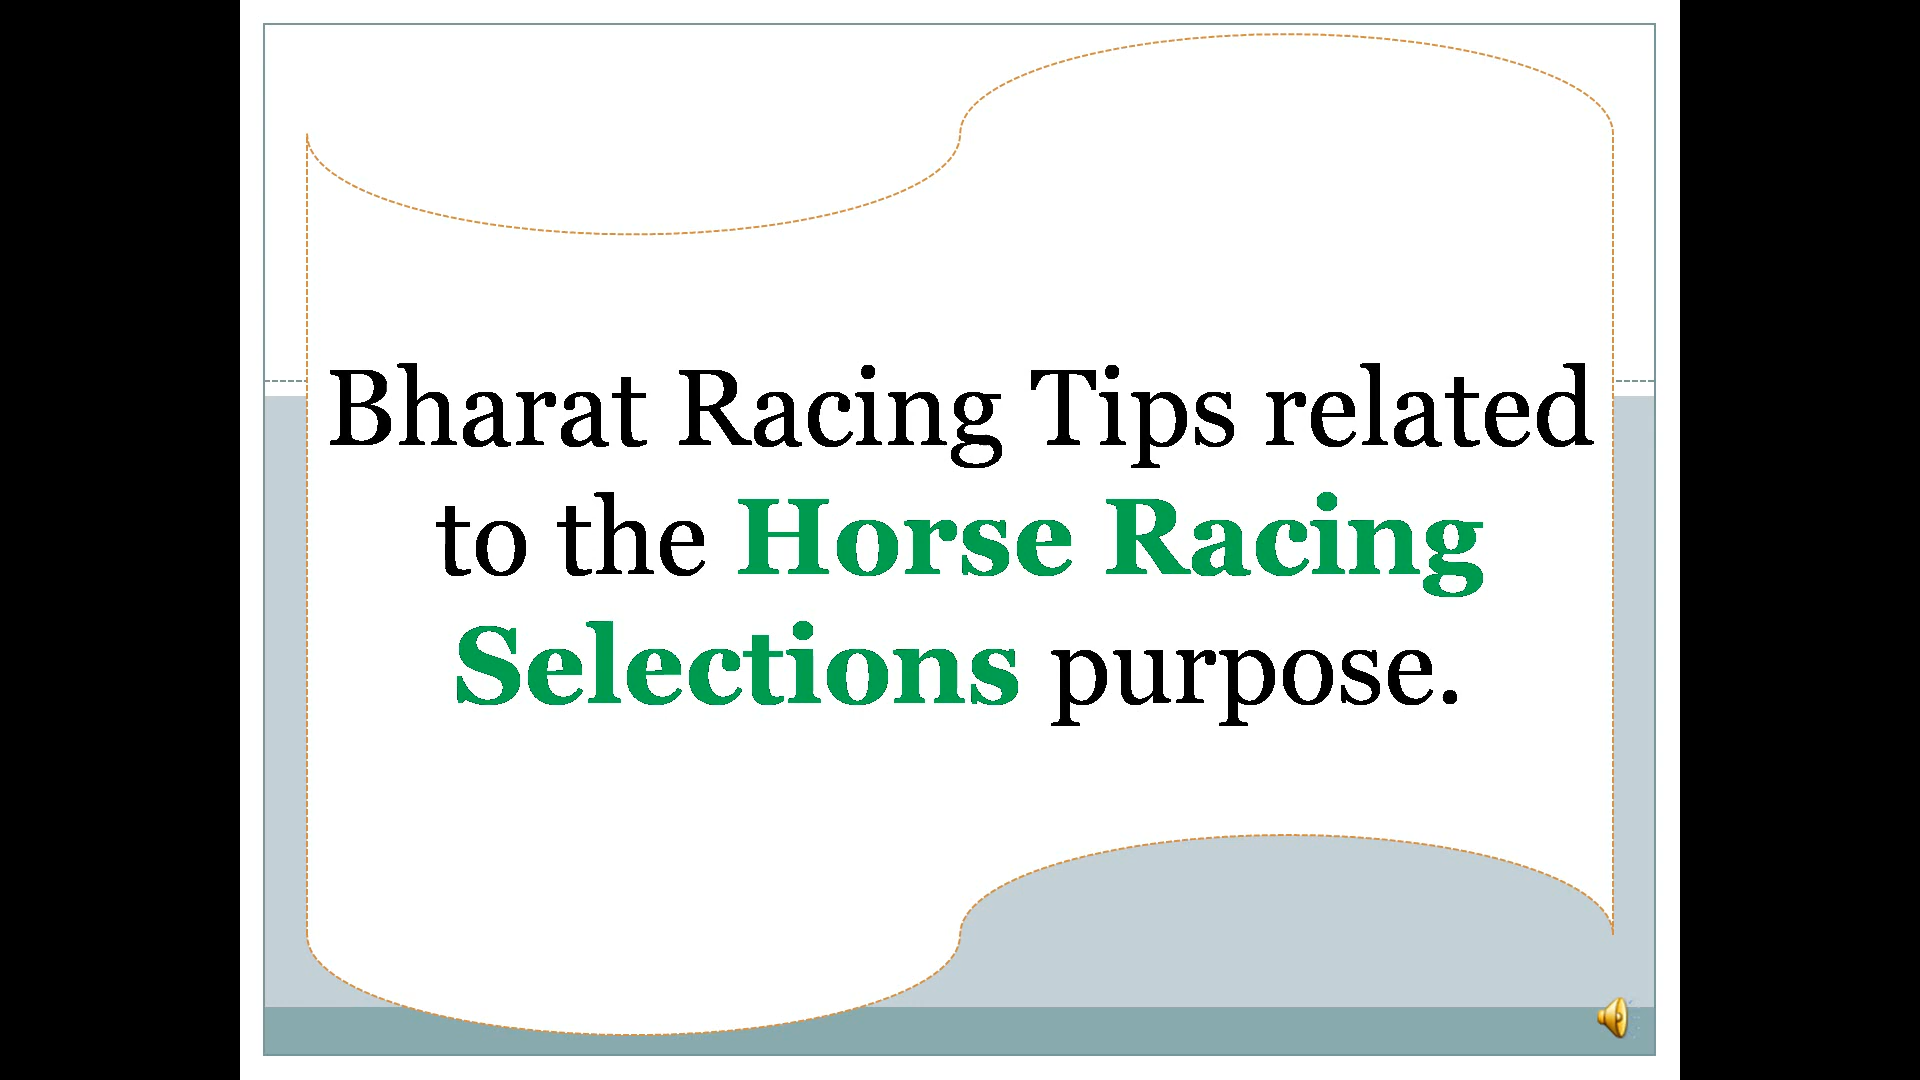 Bharat Racing Tips related
to the Horse Racing
Selections purpose.